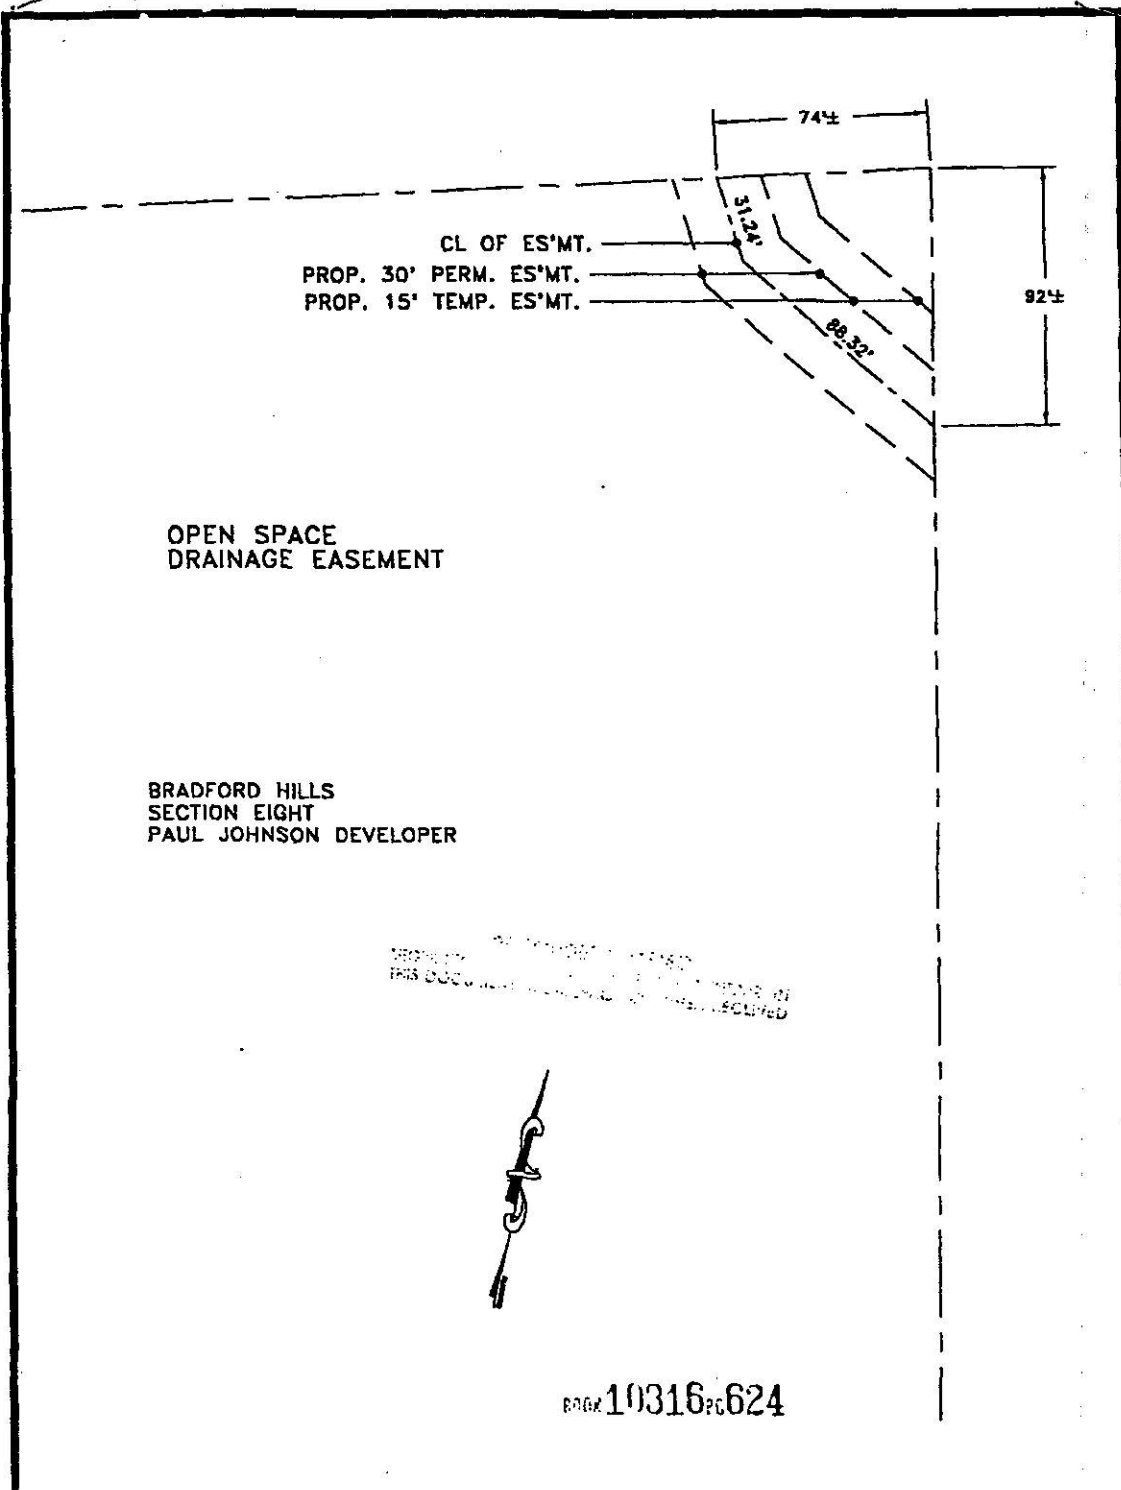 74'±
31.24'
CL OF ES'MT.
PROP. 30' PERM. ES'MT.
PROP. 15' TEMP. ES'MT.
92'±
88.32'
OPEN SPACE
DRAINAGE EASEMENT
BRADFORD HILLS
SECTION EIGHT
PAUL JOHNSON DEVELOPER
THIS
BOOK 10316 PG 624